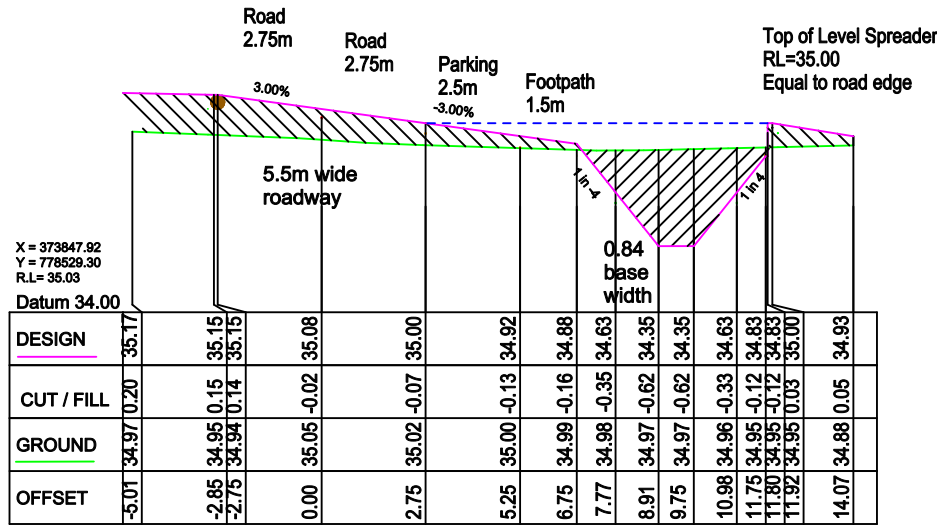 Road
2.75m
Road
2.75m
Parking
2.5m
Footpath
1.5m
Top of Level Spreader
RL=35.00
Equal to road edge
3.00%
-3.00%
5.5m wide
roadway
1 in -4
1 in 4
0.84
base
width
X = 373847.92
Y = 778529.30
R.L= 35.03
Datum 34.00
DESIGN 35.17 35.15 35.15 35.08 35.00 34.92 34.88 34.63 34.35 34.35 34.63 34.83 34.83 35.00 34.93
CUT / FILL 0.20 0.15 0.14 -0.02 -0.07 -0.13 -0.16 -0.35 -0.62 -0.62 -0.33 -0.12 -0.12 0.03 0.05
GROUND 34.97 34.95 34.94 35.05 35.02 35.00 34.99 34.98 34.97 34.97 34.96 34.95 34.95 34.95 34.88
OFFSET -5.01 -2.85 -2.75 0.00 2.75 5.25 6.75 7.77 8.91 9.75 10.98 11.75 11.80 11.92 14.07